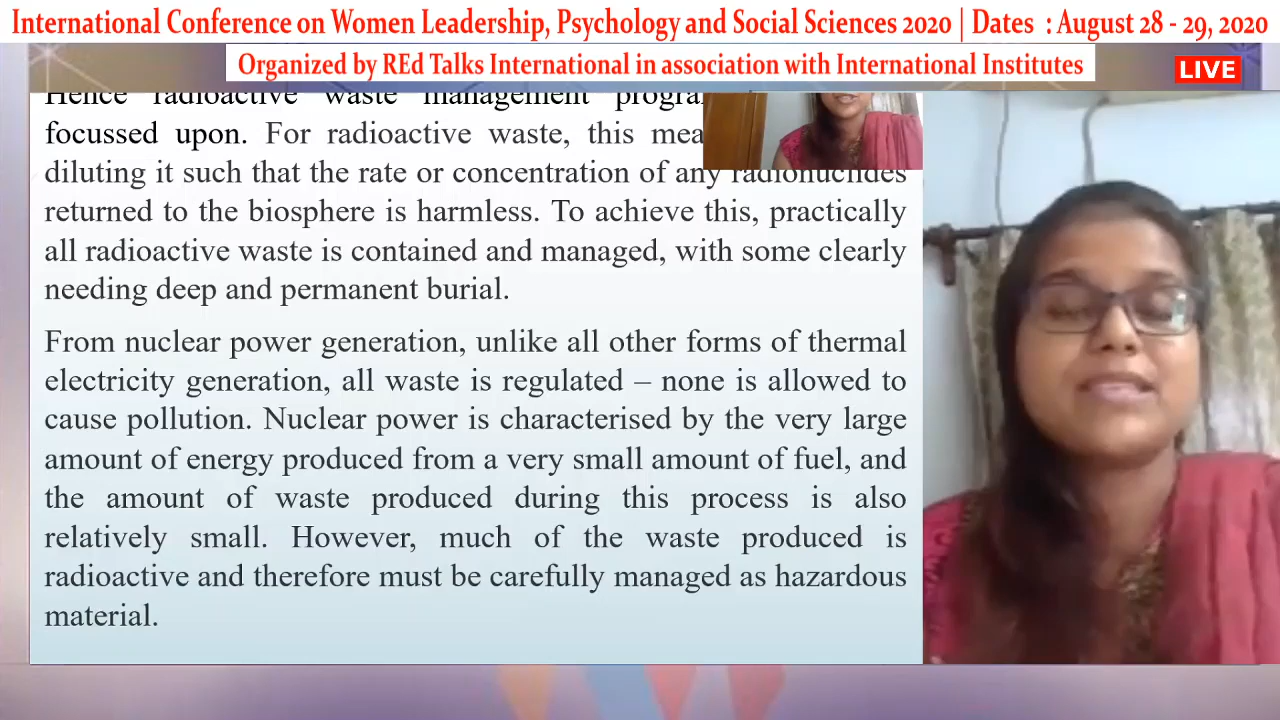 International Conference on Women Leadership, Psychology and Social Sciences 2020 | Dates : August 28 - 29, 2020
Organized by REd Talks International in association with International Institutes
LIVE
Hence radioactive waste management
focussed upon. For radioactive waste, this
diluting it such that the rate or concentration of any radionuclides
returned to the biosphere is harmless. To achieve this, practically
all radioactive waste is contained and managed, with some clearly
needing deep and permanent burial.
From nuclear power generation, unlike all other forms of thermal
electricity generation, all waste is regulated – none is allowed to
cause pollution. Nuclear power is characterised by the very large
amount of energy produced from a very small amount of fuel, and
the amount of waste produced during this process is also
relatively small. However, much of the waste produced is
radioactive and therefore must be carefully managed as hazardous
material.